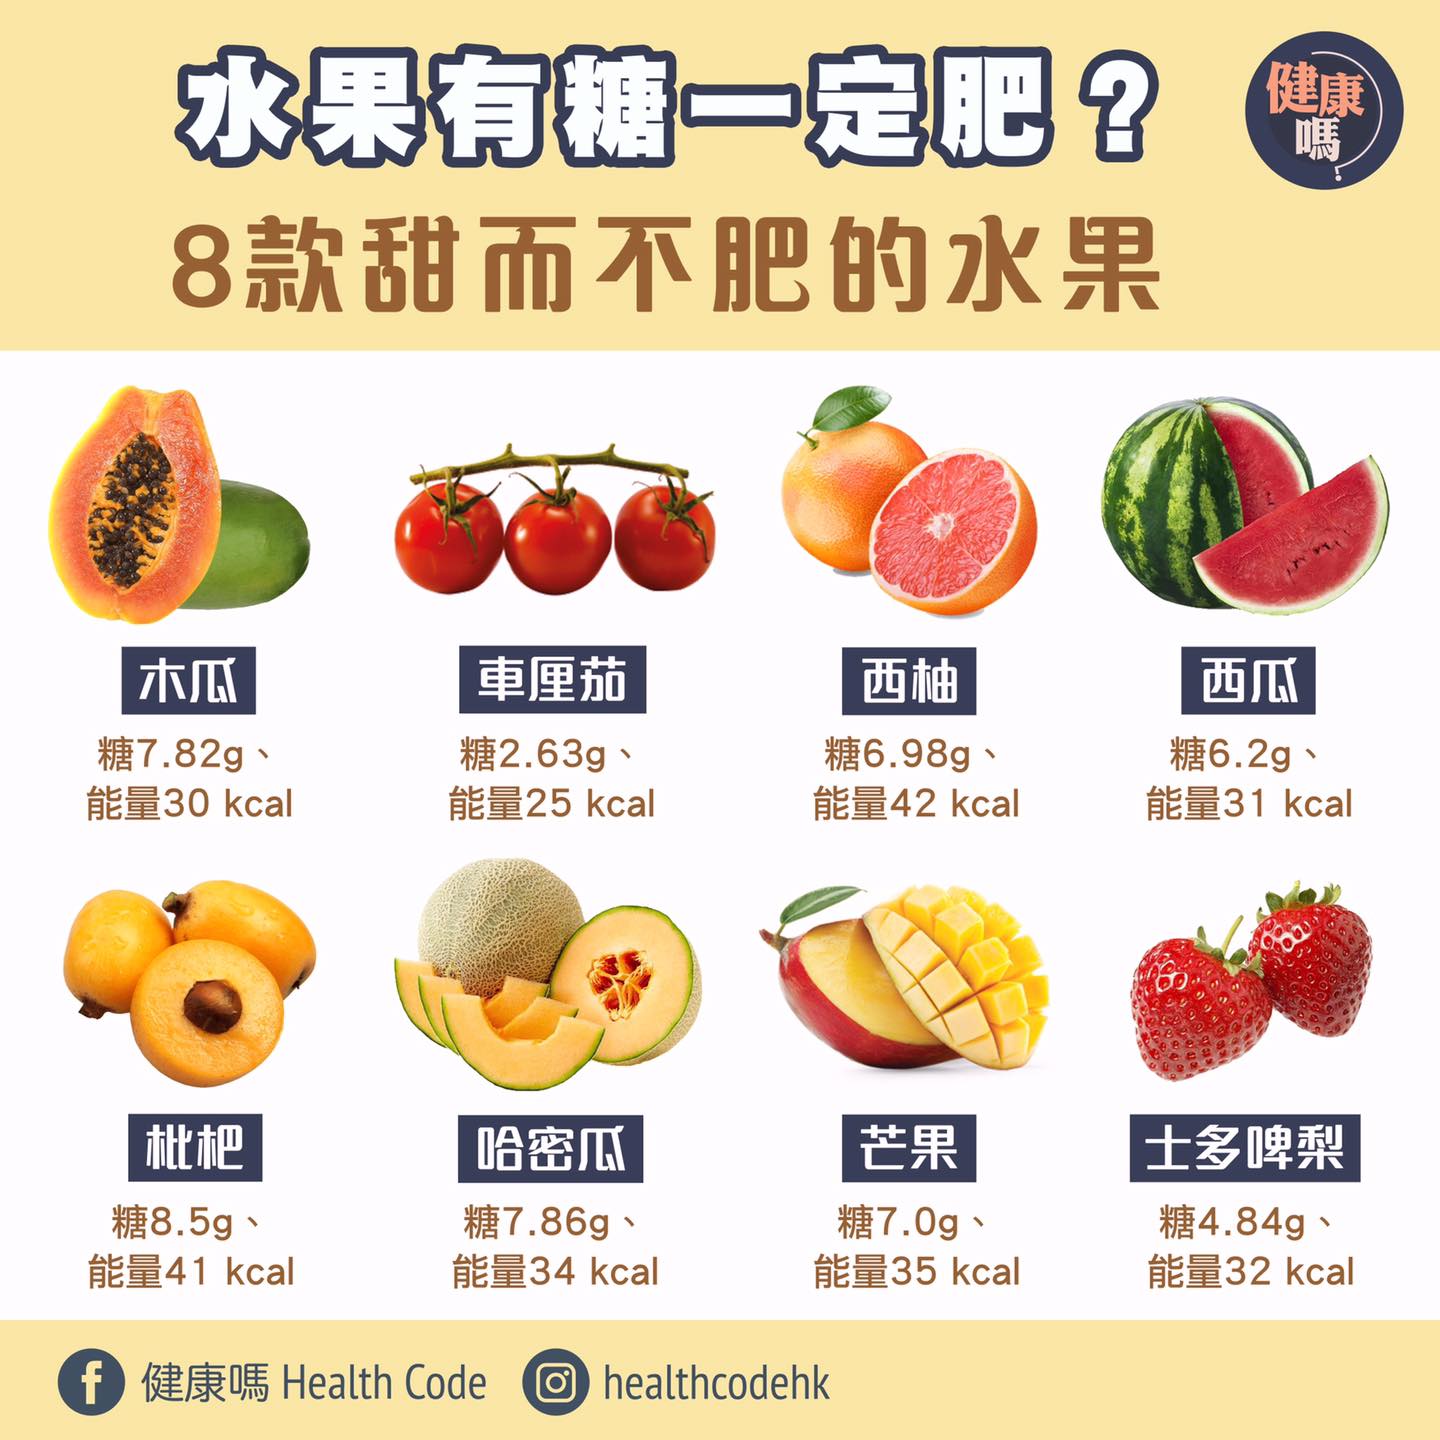 水果有糖一定肥？
健康
嗎?
8款甜而不肥的水果
木瓜
糖7.82g、
能量30 kcal
車厘茄
糖2.63g、
能量25 kcal
西柚
糖6.98g、
能量42 kcal
西瓜
糖6.2g、
能量31 kcal
枇杷
糖8.5g、
能量41 kcal
哈密瓜
糖7.86g、
能量34 kcal
芒果
糖7.0g、
能量35 kcal
士多啤梨
糖4.84g、
能量32 kcal
健康嗎 Health Code
healthcodehk